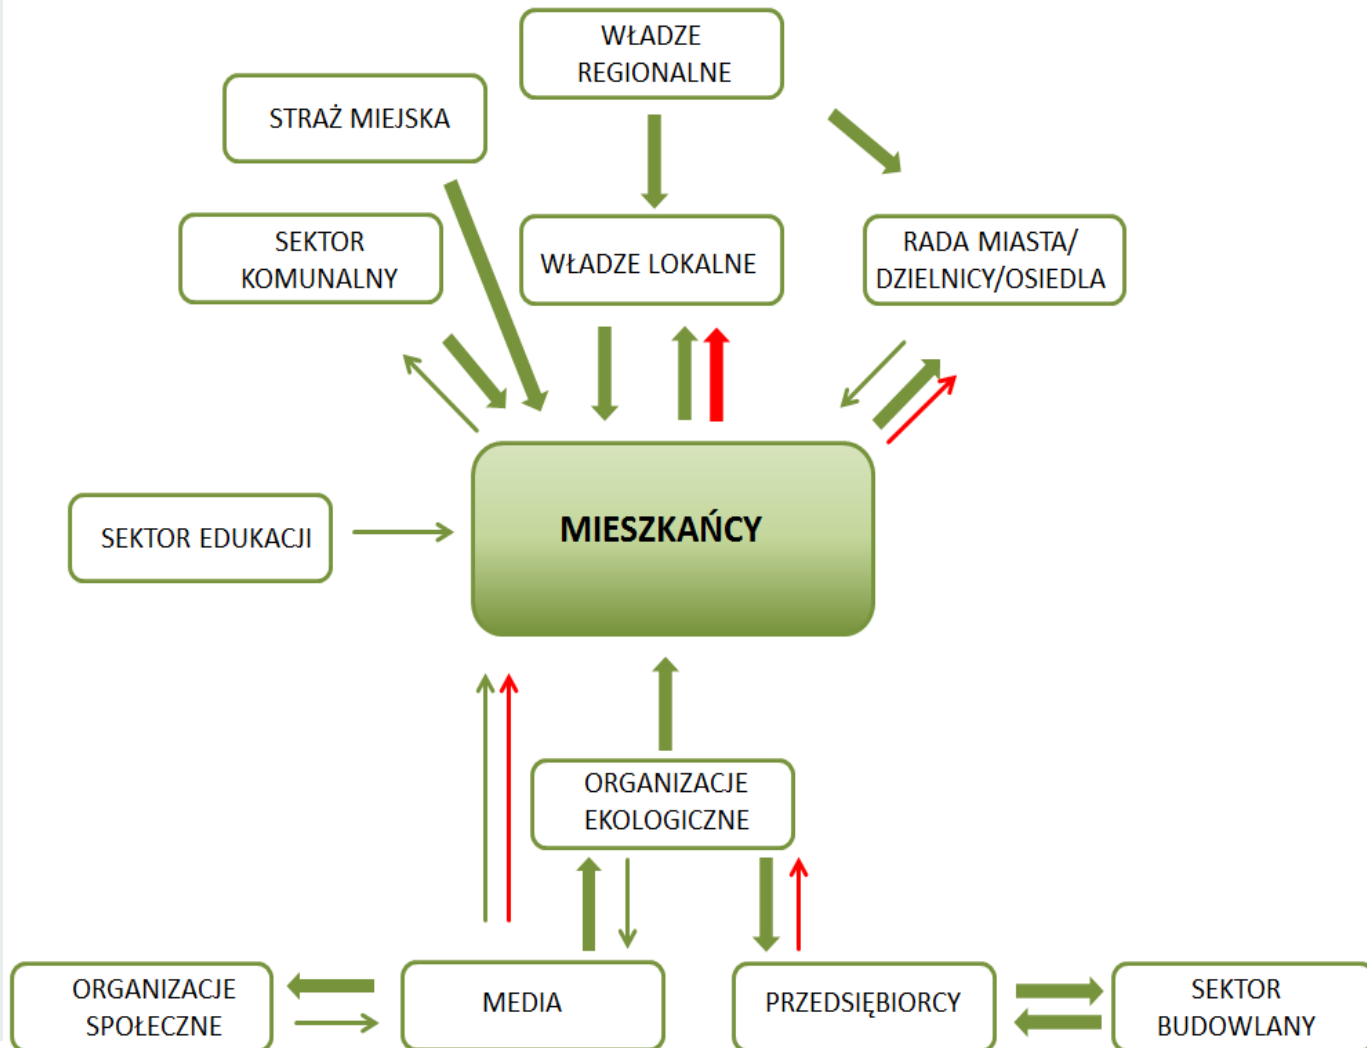 WŁADZE
REGIONALNE
STRAŻ MIEJSKA
SEKTOR
KOMUNALNY
WŁADZE LOKALNE
RADA MIASTA/
DZIELNICY/OSIEDLA
SEKTOR EDUKACJI
MIESZKAŃCY
ORGANIZACJE
EKOLOGICZNE
ORGANIZACJE
SPOŁECZNE
MEDIA
PRZEDSIĘBIORCY
SEKTOR
BUDOWLANY